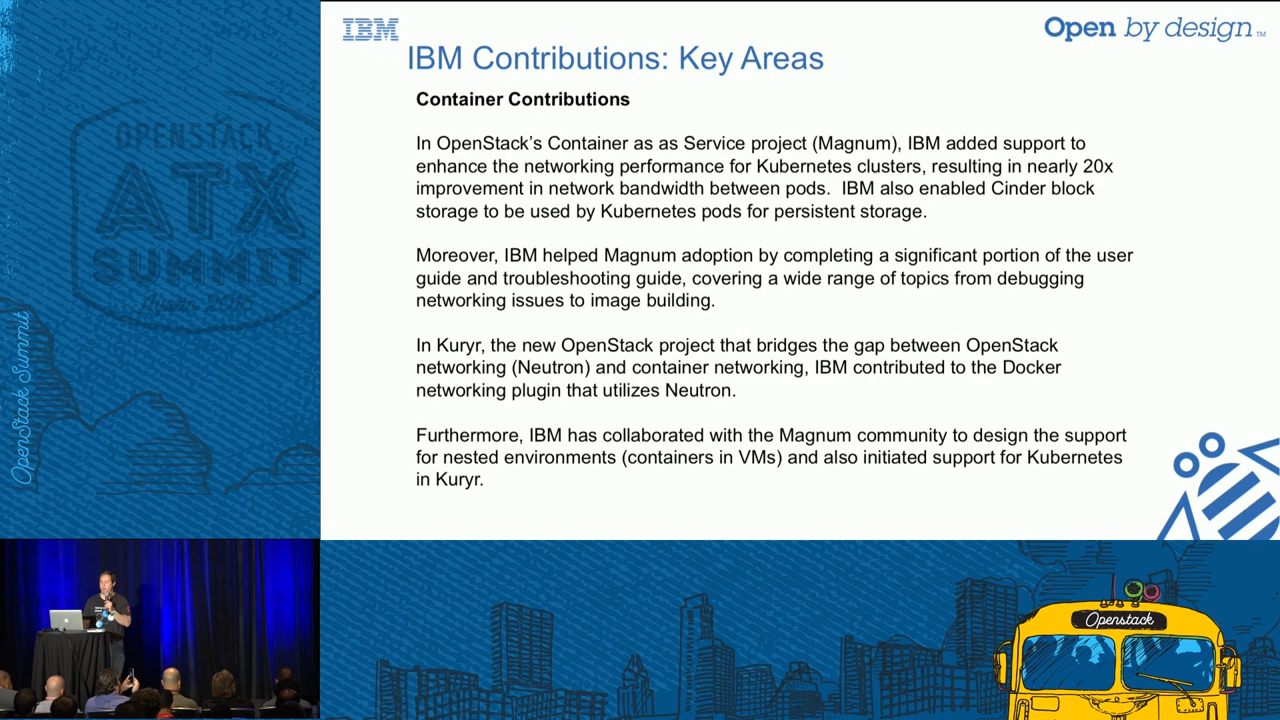 IBM
Open by design™
IBM Contributions: Key Areas
Container Contributions
In OpenStack's Container as as Service project (Magnum), IBM added support to
enhance the networking performance for Kubernetes clusters, resulting in nearly 20x
improvement in network bandwidth between pods.  IBM also enabled Cinder block
storage to be used by Kubernetes pods for persistent storage.
Moreover, IBM helped Magnum adoption by completing a significant portion of the user
guide and troubleshooting guide, covering a wide range of topics from debugging
networking issues to image building.
In Kuryr, the new OpenStack project that bridges the gap between OpenStack
networking (Neutron) and container networking, IBM contributed to the Docker
networking plugin that utilizes Neutron.
Furthermore, IBM has collaborated with the Magnum community to design the support
for nested environments (containers in VMs) and also initiated support for Kubernetes
in Kuryr.
OPENSTACK
ATX
SUMMIT
Austin 2016
OpenStack Summit
Openstack